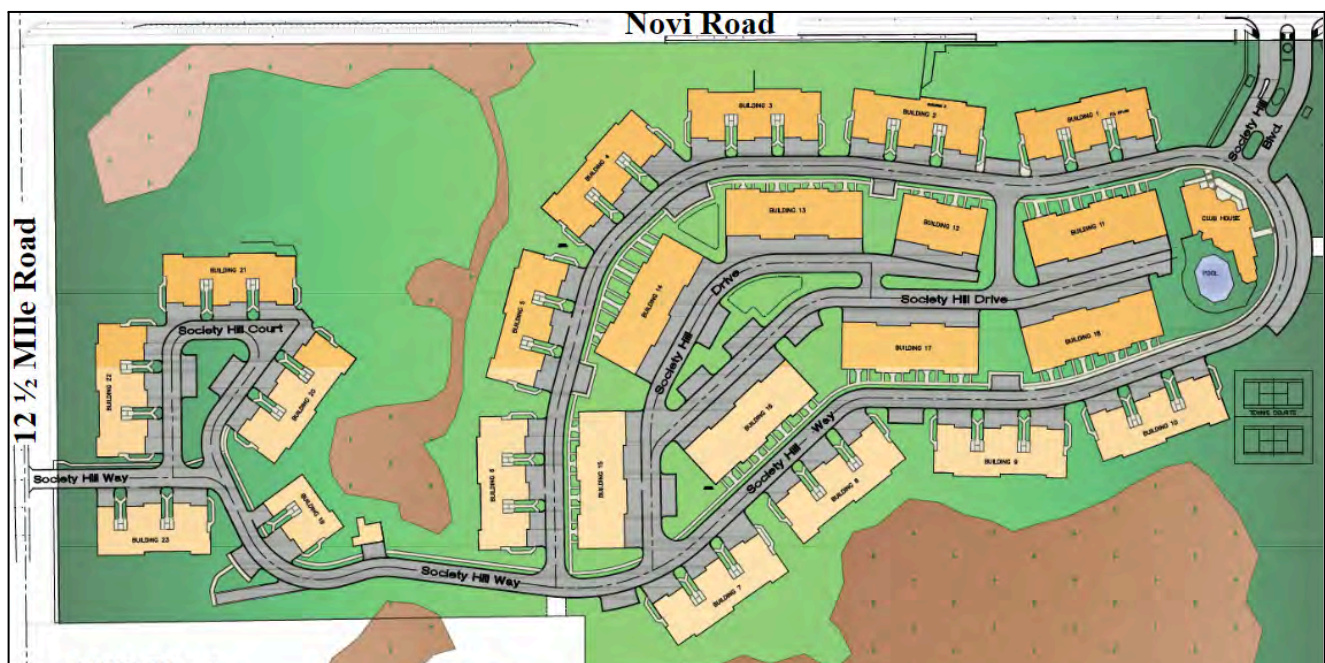 Novi Road
12 ½ MIle Road
Society Hill
Blvd.
BUILDING 1
BUILDING 2
BUILDING 3
BUILDING 4
BUILDING 13
BUILDING 12
BUILDING 11
CLUB HOUSE
POOL
BUILDING 21
BUILDING 5
BUILDING 14
Society Hill
Drive
Society Hill Drive
Society Hill Court
BUILDING 22
BUILDING 20
BUILDING 17
BUILDING 18
BUILDING 16
TENNIS COURTS
BUILDING 10
BUILDING 9
BUILDING 6
BUILDING 15
Society Hill Way
BUILDING 8
Society Hill Way
BUILDING 19
BUILDING 23
Society Hill Way
BUILDING 7